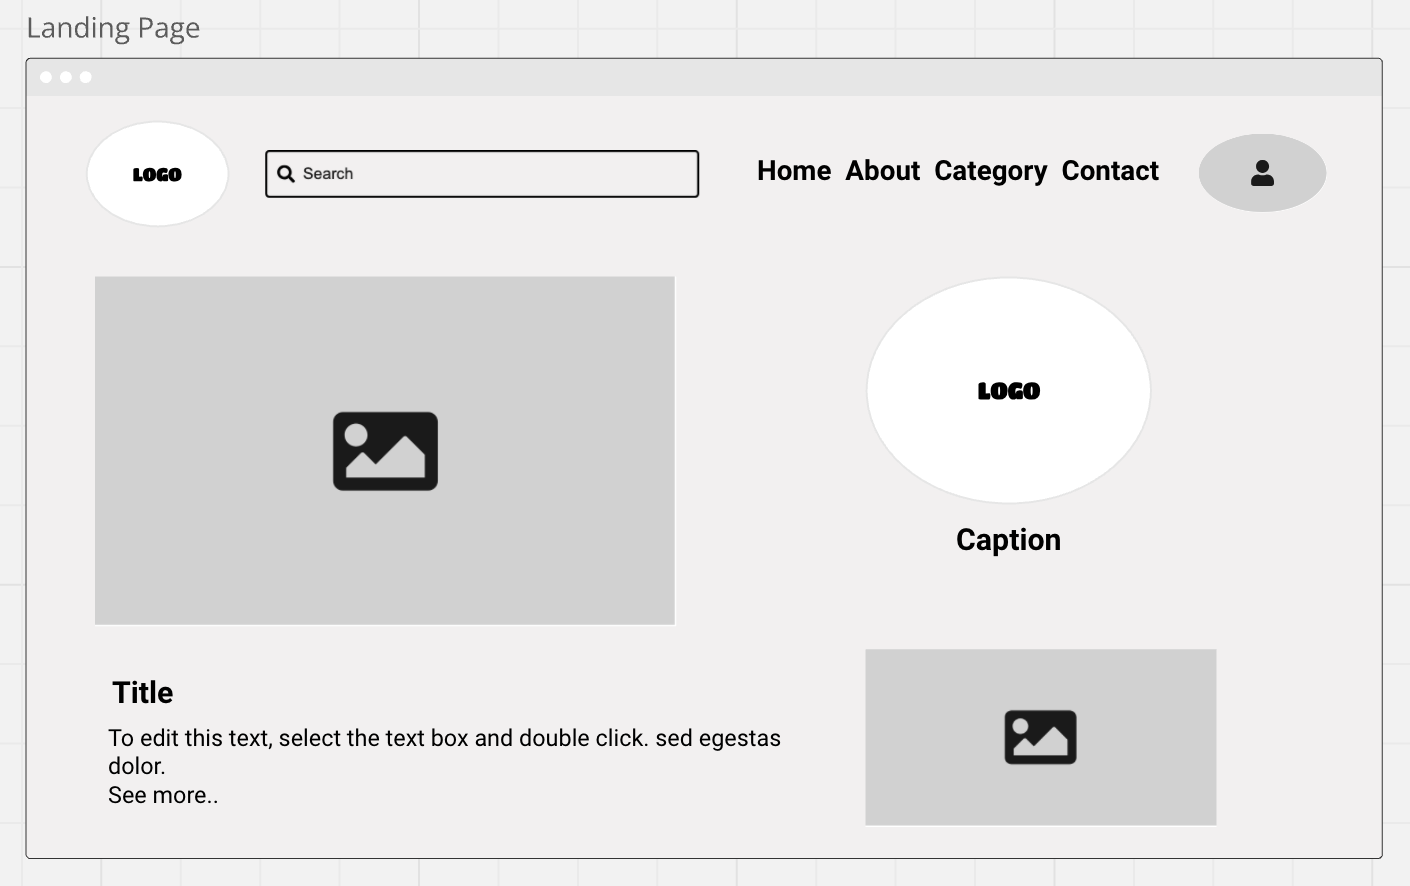 Landing Page
LOGO
Search
Home About Category Contact
LOGO
Caption
Title
To edit this text, select the text box and double click. sed egestas
dolor.
See more..